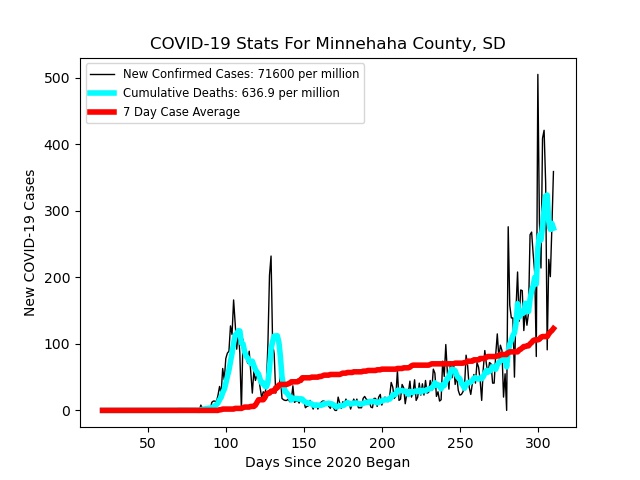 COVID-19 Stats For Minnehaha County, SD
New Confirmed Cases: 71600 per million
Cumulative Deaths: 636.9 per million
7 Day Case Average
500
400
300
200
100
0
New COVID-19 Cases
50 100 150 200 250 300
Days Since 2020 Began